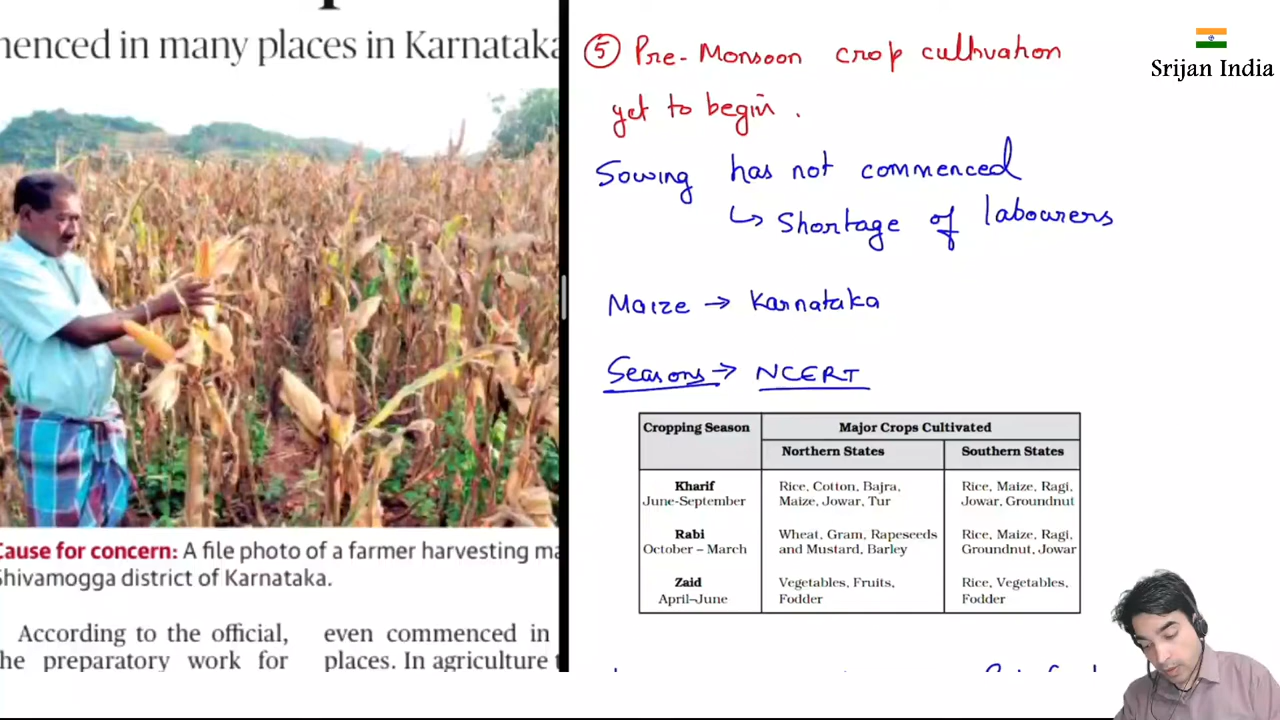 menced in many places in Karnataka
Cause for concern: A file photo of a farmer harvesting ma
Shivamogga district of Karnataka.
According to the official,
he preparatory work for
even commenced in
places. In agriculture
⑤ Pre-Monsoon crop cultivation
yet to begin.
Sowing has not commenced
↳ Shortage of labourers
Maize → Karnataka
Seasons → NCERT
Cropping Season
Major Crops Cultivated
Northern States
Southern States
Kharif
June-September
Rice, Cotton, Bajra,
Maize, Jowar, Tur
Rice, Maize, Ragi,
Jowar, Groundnut
Rabi
October – March
Wheat, Gram, Rapeseeds
and Mustard, Barley
Rice, Maize, Ragi,
Groundnut, Jowar
Zaid
April–June
Vegetables, Fruits,
Fodder
Rice, Vegetables,
Fodder
Srijan India